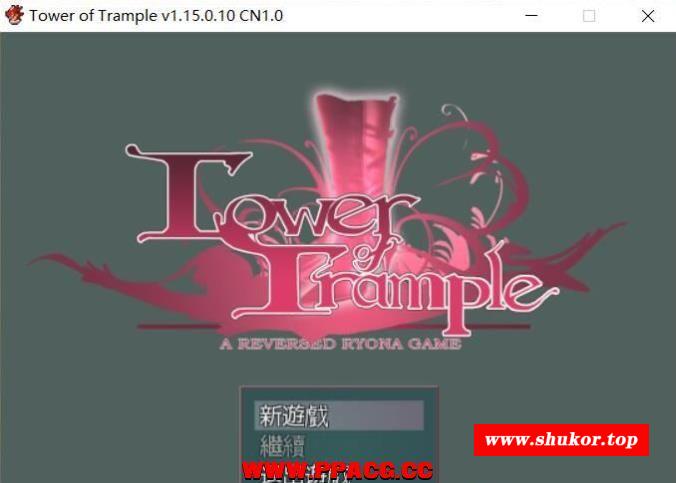 Tower of Trample v1.15.0.10 CN1.0
Tower
of
Trample
A REVERSED RYONA GAME
新遊戲
繼續
www.shukor.top
WWW.PPACG.CC